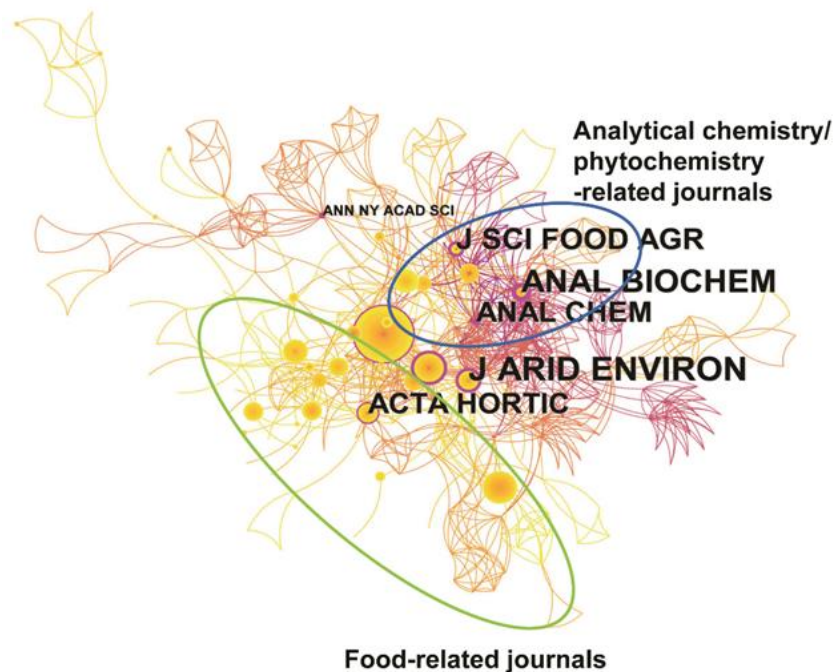 Analytical chemistry/
phytochemistry
-related journals
ANN NY ACAD SCI
J SCI FOOD AGR
ANAL BIOCHEM
ANAL CHEM
J ARID ENVIRON
ACTA HORTIC
Food-related journals